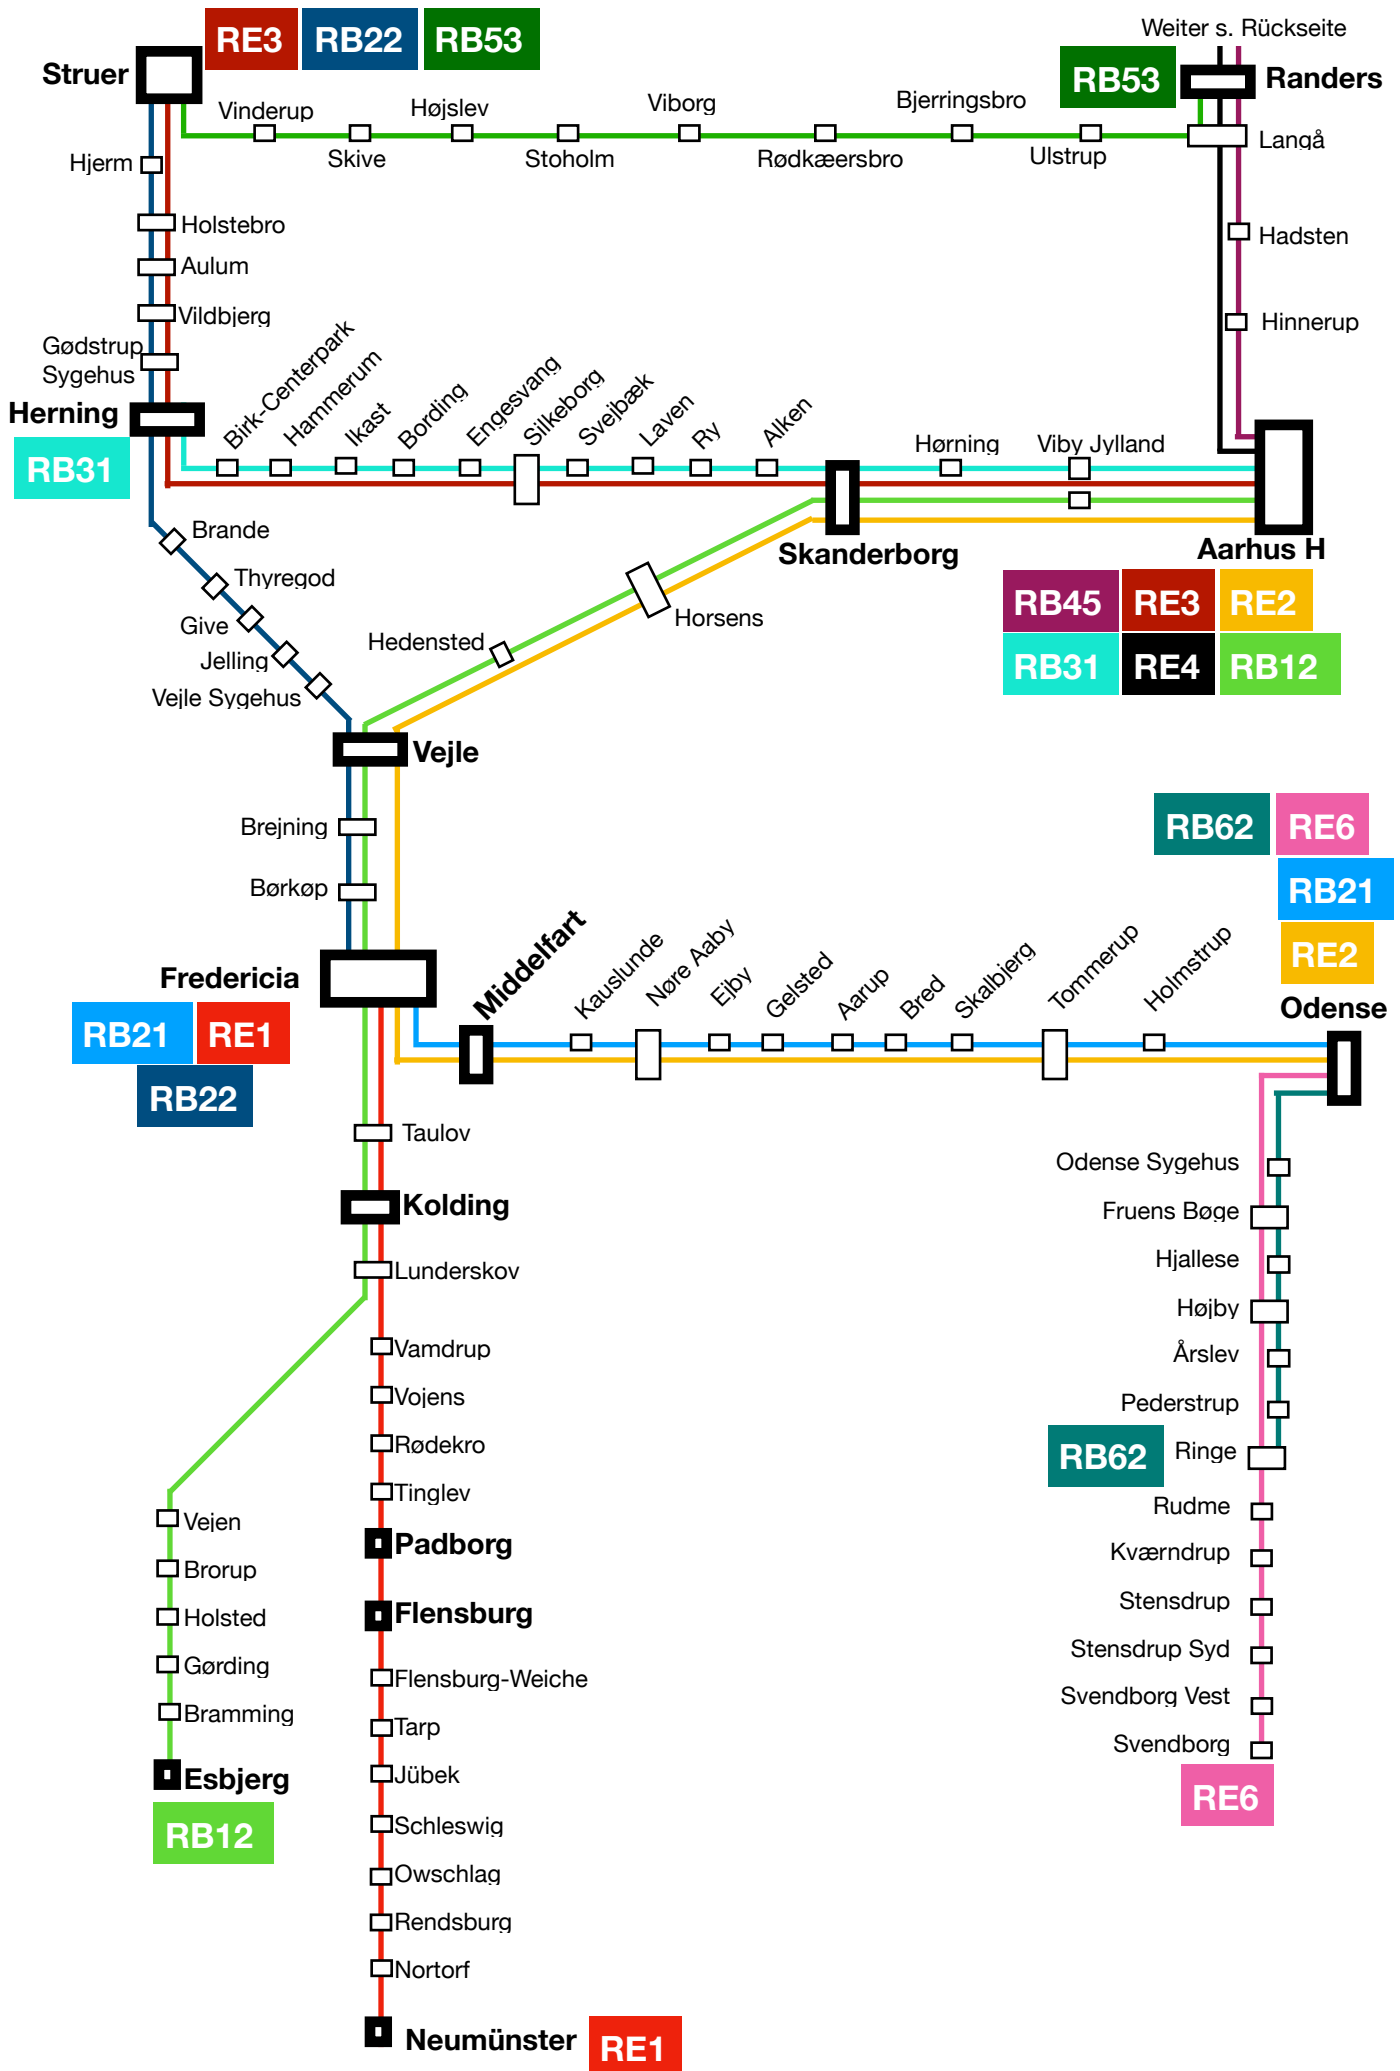 Weiter s. Rückseite
RE3 RB22 RB53
Struer
RB53
Randers
Vinderup
Højslev
Viborg
Bjerringsbro
Skive
Stoholm
Rødkæersbro
Ulstrup
Langå
Hjerm
Holstebro
Aulum
Vildbjerg
Gødstrup
Sygehus
Hadsten
Hinnerup
Herning
RB31
Birk-Centerpark
Hammerum
Ikast
Bording
Engesvang
Silkeborg
Svejbæk
Laven
Ry
Alken
Hørning
Viby Jylland
Skanderborg
Aarhus H
RB45 RE3 RE2
RB31 RE4 RB12
Brande
Thyregod
Give
Jelling
Vejle Sygehus
Hedensted
Horsens
Vejle
Brejning
Børkøp
RB62 RE6
RB21
RE2
Odense
Fredericia
RB21 RE1
RB22
Middelfart
Kauslunde
Nøre Aaby
Ejby
Gelsted
Aarup
Bred
Skalbjerg
Tommerup
Holmstrup
Taulov
Kolding
Lunderskov
Vamdrup
Vojens
Rødekro
Tinglev
Padborg
Flensburg
Flensburg-Weiche
Tarp
Jübek
Schleswig
Owschlag
Rendsburg
Nortorf
Neumünster RE1
Vejen
Brorup
Holsted
Gørding
Bramming
Esbjerg
RB12
Odense Sygehus
Fruens Bøge
Hjallese
Højby
Årslev
Pederstrup
RB62 Ringe
Rudme
Kværndrup
Stensdrup
Stensdrup Syd
Svendborg Vest
Svendborg
RE6